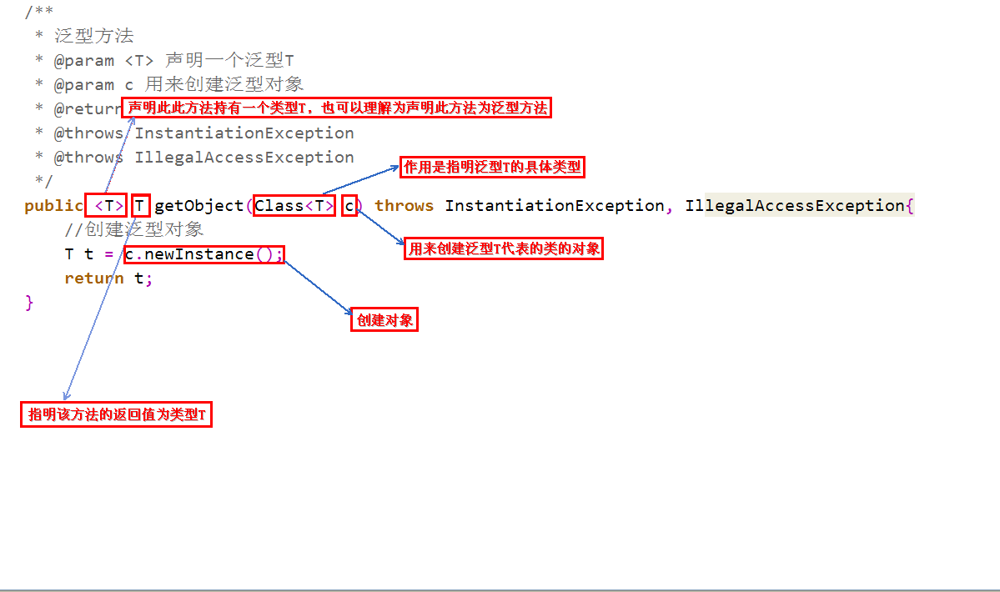 /**
* 泛型方法
* @param <T> 声明一个泛型T
* @param c 用来创建泛型对象
* @return 声明此此方法持有一个类型T，也可以理解为声明此方法为泛型方法
* @throws InstantiationException
* @throws IllegalAccessException
作用是指明泛型T的具体类型
*/
public <T> T getObject(Class<T> c) throws InstantiationException, IllegalAccessException{
//创建泛型对象
用来创建泛型T代表的类的对象
T t = c.newInstance();
return t;
}
创建对象
指明该方法的返回值为类型T